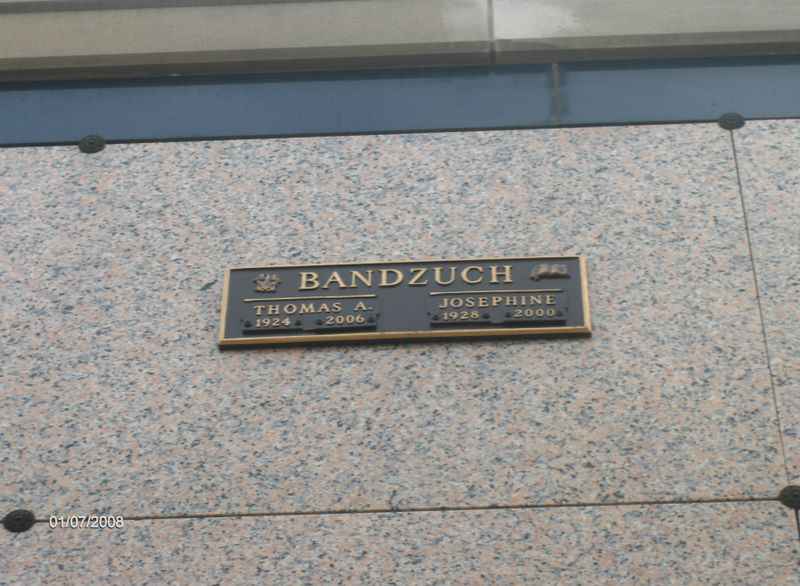 BANDZUCH
THOMAS A.
1924 2006
JOSEPHINE
1928 2000
01/07/2008